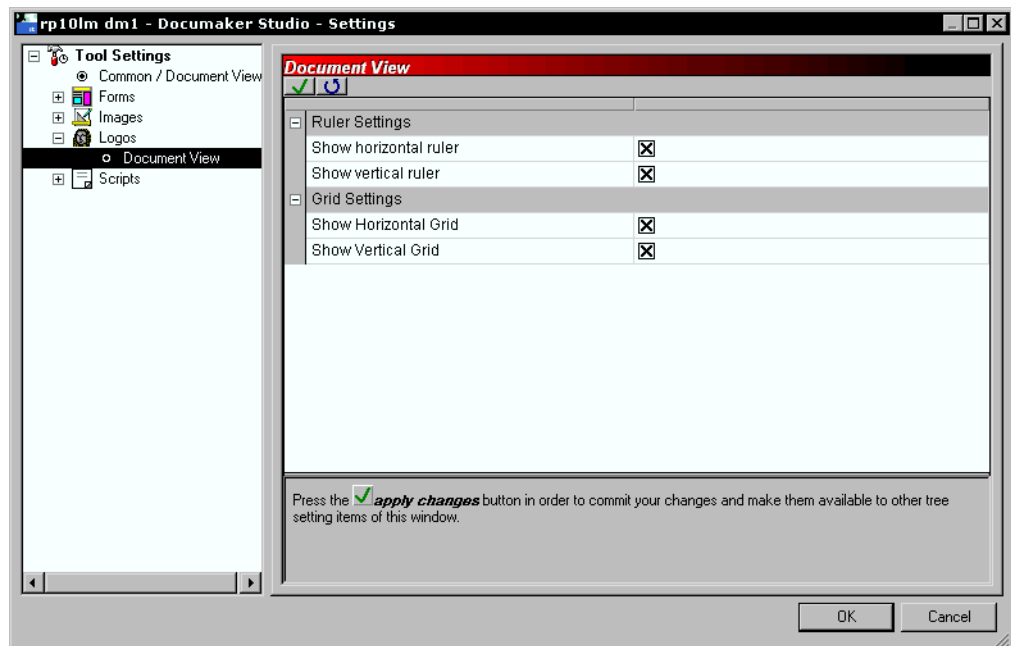 rp10lm dm1 - Documaker Studio - Settings
Tool Settings
Common / Document View
Forms
Images
Logos
Document View
Scripts
Document View
Ruler Settings
Show horizontal ruler
Show vertical ruler
Grid Settings
Show Horizontal Grid
Show Vertical Grid
Press the apply changes button in order to commit your changes and make them available to other tree
setting items of this window.
OK
Cancel